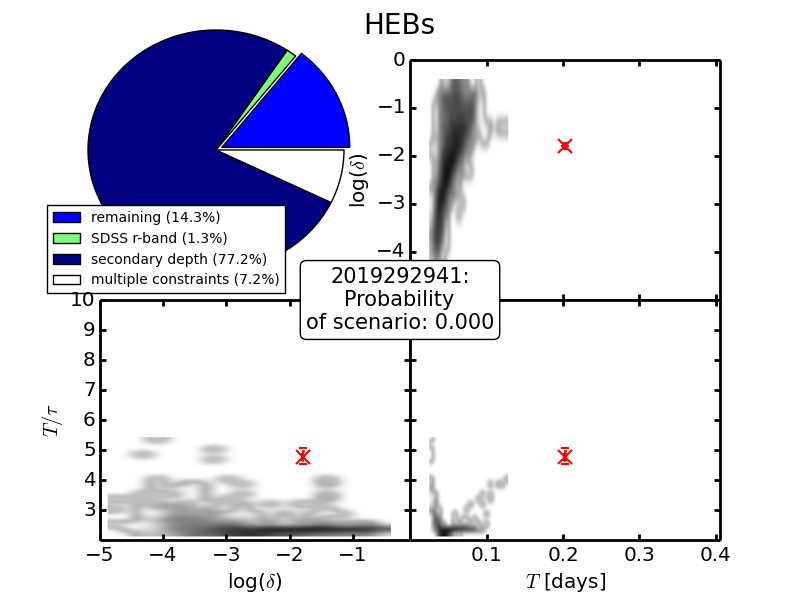 HEBs
remaining (14.3%)
SDSS r-band (1.3%)
secondary depth (77.2%)
multiple constraints (7.2%)
0
−1
−2
−3
−4
log(δ)
2019292941:
Probability
of scenario: 0.000
10
9
8
7
6
5
4
3
T/τ
−5 −4 −3 −2 −1
log(δ)
0.1 0.2 0.3 0.4
T [days]